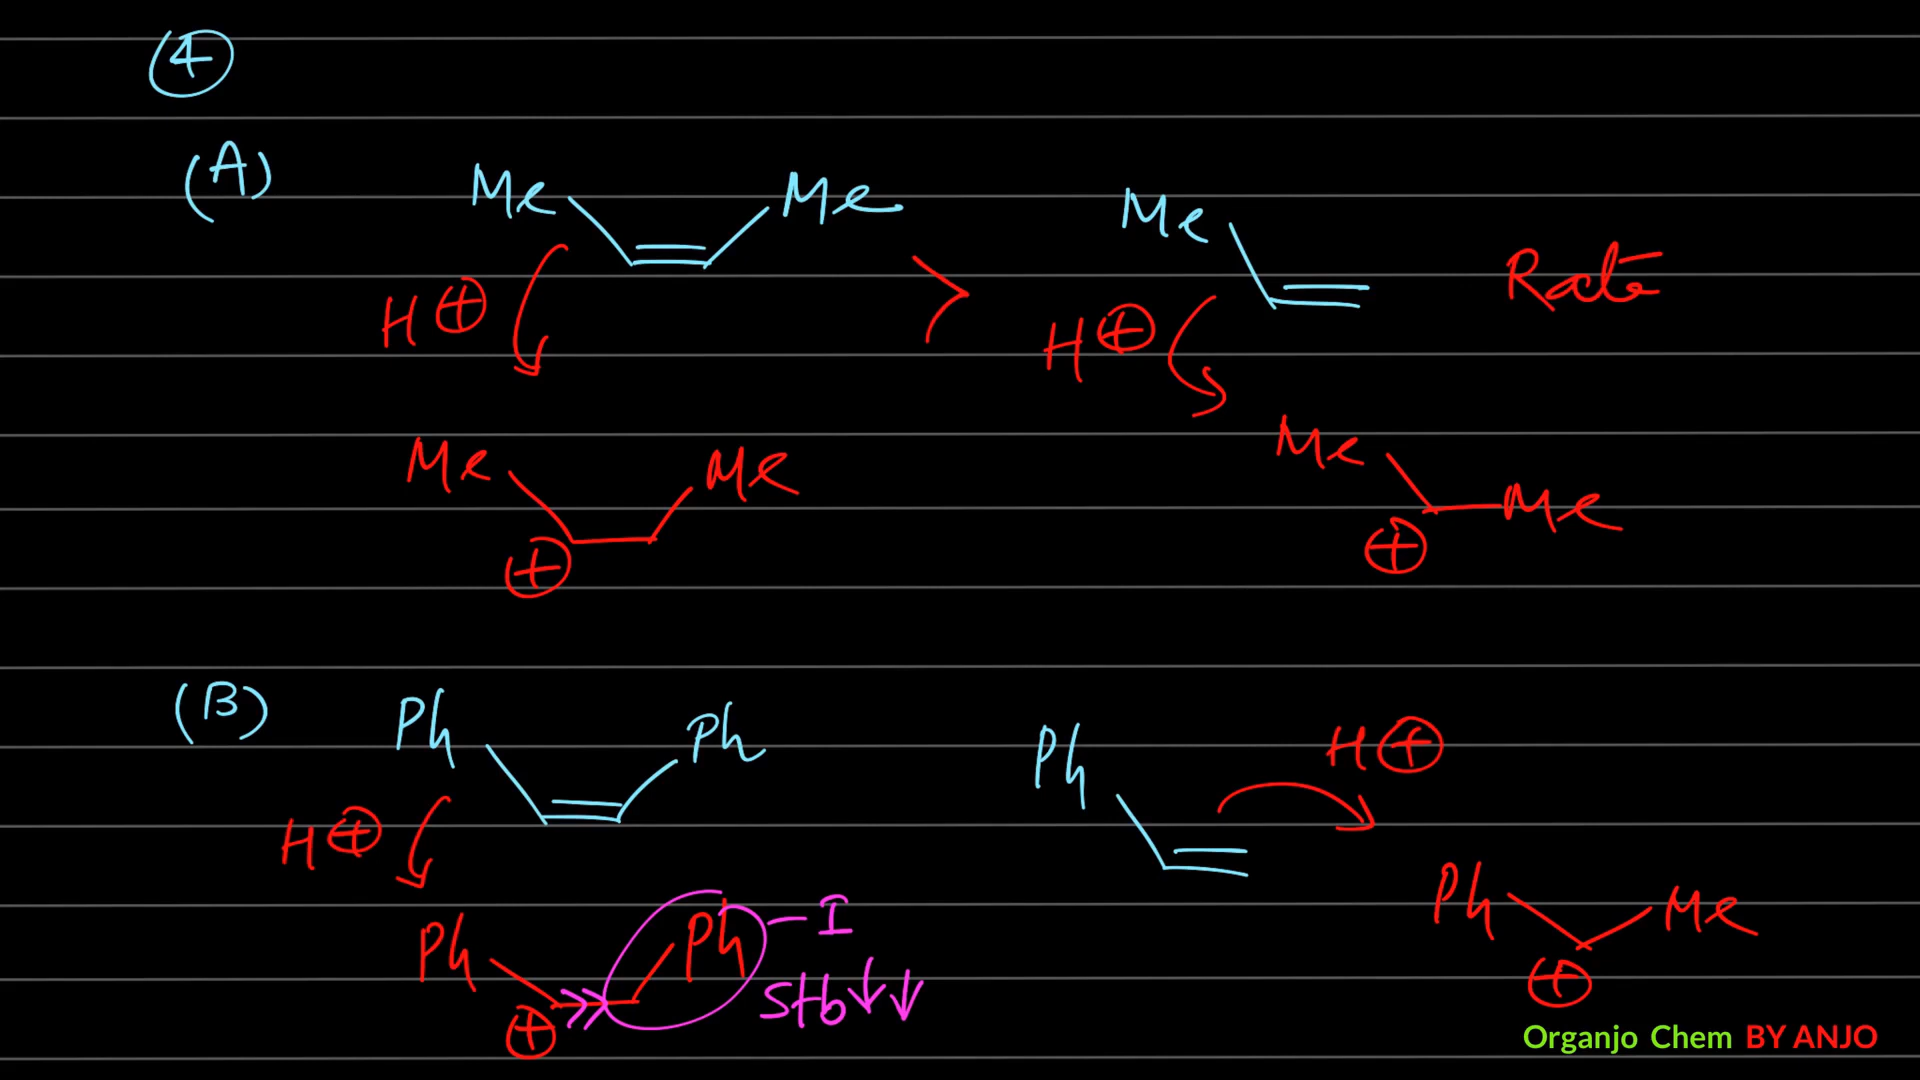 ④
(A)
Me Me > Me Rate
H⊕ H⊕
Me Me Me Me
⊕ ⊕
(B) Ph Ph Ph H⊕
H⊕
Ph Ph -I Ph Me
⊕ >> Stb↓↓ ⊕
Organjo Chem BY ANJO